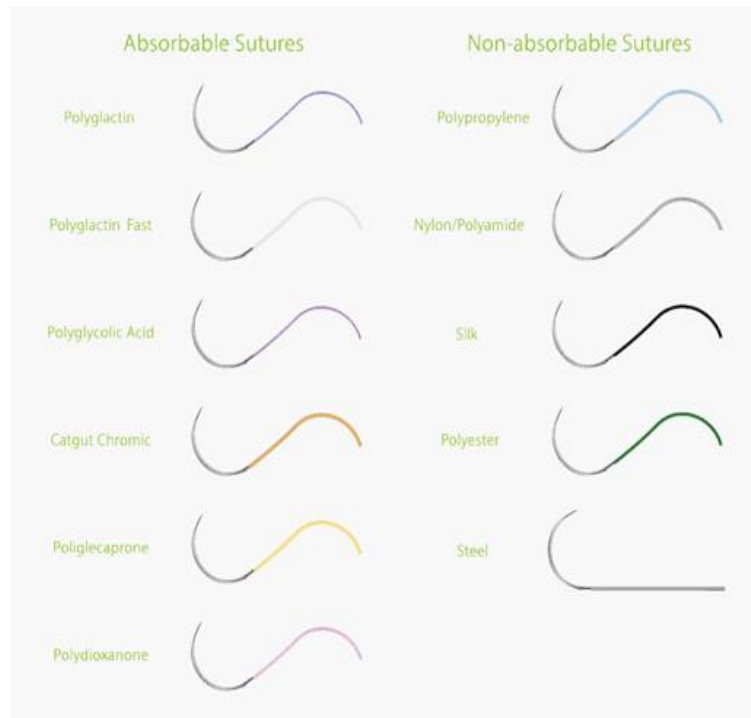 Absorbable Sutures
Non-absorbable Sutures
Polyglactin
Polypropylene
Polyglactin Fast
Nylon/Polyamide
Polyglycolic Acid
Silk
Catgut Chromic
Polyester
Poliglecaprone
Steel
Polydioxanone